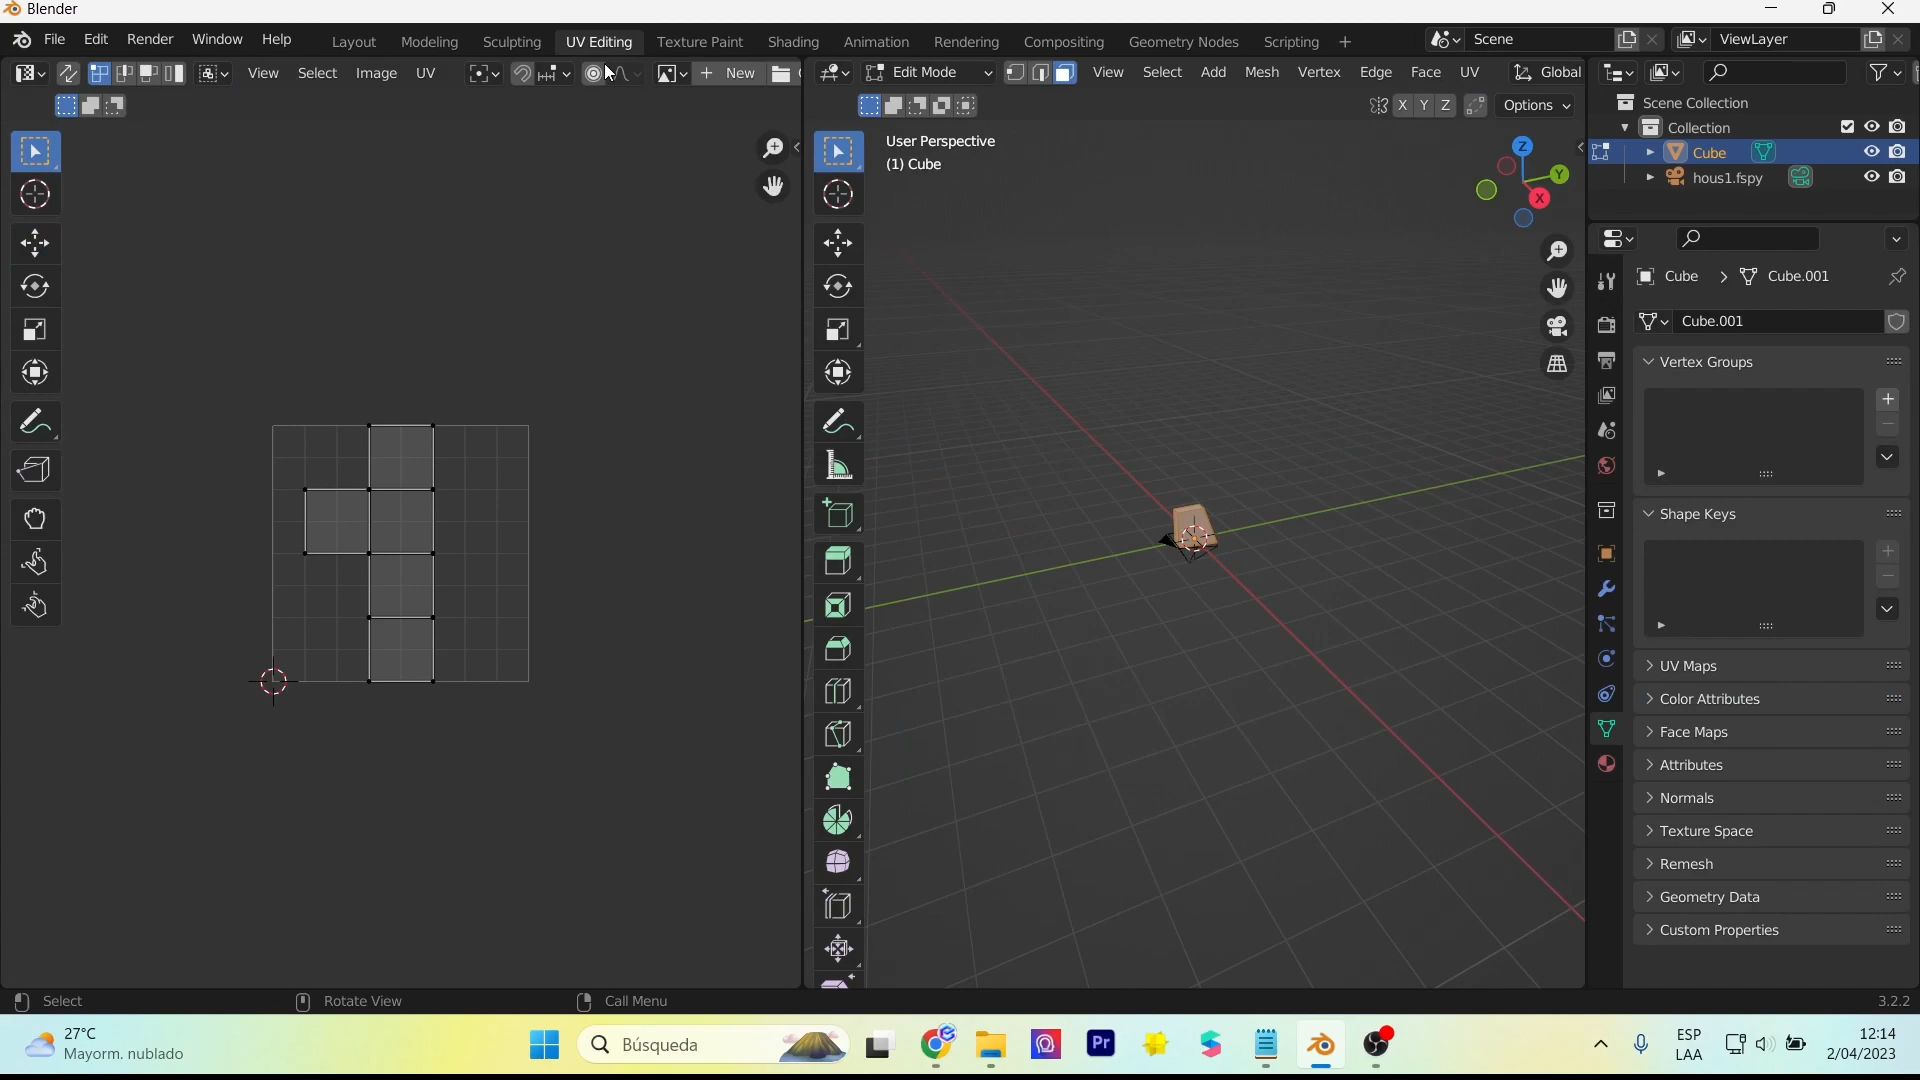 Blender
File Edit Render Window Help Layout Modeling Sculpting UV Editing Texture Paint Shading Animation Rendering Compositing Geometry Nodes Scripting + Scene ViewLayer
View Select Image UV New Edit Mode View Select Add Mesh Vertex Edge Face UV Global
X Y Z Options
Scene Collection
Collection
Cube
hous1.fspy
User Perspective
(1) Cube
Z
Y
X
Cube > Cube.001
Cube.001
Vertex Groups
Shape Keys
UV Maps
Color Attributes
Face Maps
Attributes
Normals
Texture Space
Remesh
Geometry Data
Custom Properties
Select Rotate View Call Menu 3.2.2
27°C
Mayorm. nublado
Búsqueda
Pr
ESP
LAA
12:14
2/04/2023